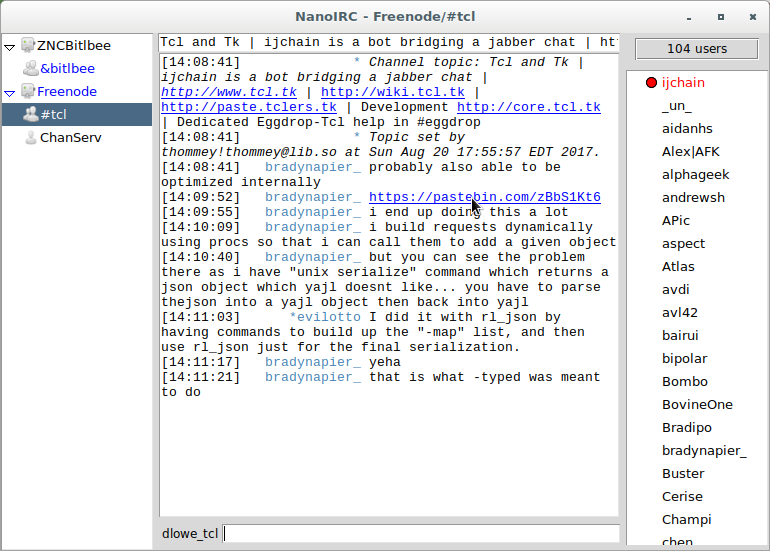 NanoIRC - Freenode/#tcl
ZNCBitlbee
&bitlbee
Freenode
#tcl
ChanServ
Tcl and Tk | ijchain is a bot bridging a jabber chat |
[14:08:41] * Channel topic: Tcl and Tk |
ijchain is a bot bridging a jabber chat |
http://www.tcl.tk | http://wiki.tcl.tk |
http://paste.tclers.tk | Development http://core.tcl.tk
| Dedicated Eggdrop-Tcl help in #eggdrop
[14:08:41] * Topic set by
thommey!thommey@lib.so at Sun Aug 20 17:55:57 EDT 2017.
[14:08:41] bradynapier_ probably also able to be
optimized internally
[14:09:52] bradynapier_ https://pastebin.com/zBbS1Kt6
[14:09:55] bradynapier_ i end up doing this a lot
[14:10:09] bradynapier_ i build requests dynamically
using procs so that i can call them to add a given object
[14:10:40] bradynapier_ but you can see the problem
there as i have "unix serialize" command which returns a
json object which yajl doesnt like... you have to parse
thejson into a yajl object then back into yajl
[14:11:03] *evilotto I did it with rl_json by
having commands to build up the "-map" list, and then
use rl_json just for the final serialization.
[14:11:17] bradynapier_ yeha
[14:11:21] bradynapier_ that is what -typed was meant
to do
dlowe_tcl
104 users
ijchain
_un_
aidanhs
Alex|AFK
alphageek
andrewsh
APic
aspect
Atlas
avdi
avl42
bairui
bipolar
Bombo
BovineOne
Bradipo
bradynapier_
Buster
Cerise
Champi
chen